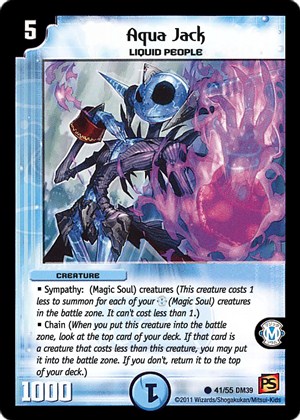 5
Aqua Jack
LIQUID PEOPLE
CREATURE
▪ Sympathy: (Magic Soul) creatures (This creature costs 1
less to summon for each of your (Magic Soul) creatures
in the battle zone. It can't cost less than 1.)
▪ Chain (When you put this creature into the battle
zone, look at the top card of your deck. If that card is
a creature that costs less than this creature, you may put
it into the battle zone. If you don't, return it to the top
of your deck.)
M
PS
1000
1
41/55 DM39
©2011 Wizards/Shogakukan/Mitsui-Kids